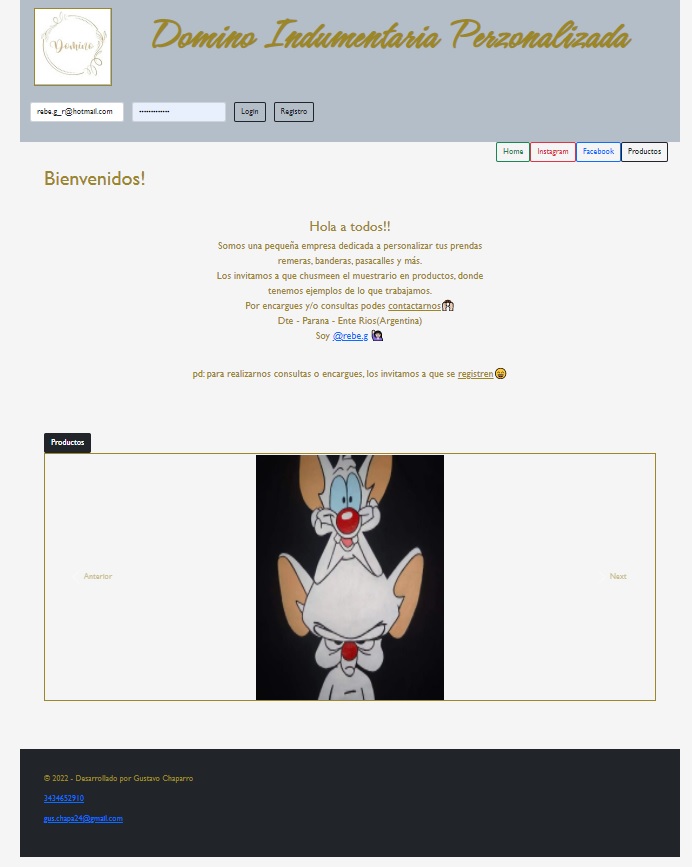 Domino
Domino Indumentaria Perzonalizada
rebe.g_r@hotmail.com
Login
Registro
Home
Instagram
Facebook
Productos
Bienvenidos!
Hola a todos!!
Somos una pequeña empresa dedicada a personalizar tus prendas
remeras, banderas, pasacalles y más.
Los invitamos a que chusmeen el muestrario en productos, donde
tenemos ejemplos de lo que trabajamos.
Por encargues y/o consultas podes contactarnos
Dte - Parana - Ente Rios(Argentina)
Soy @rebe.g
pd: para realizarnos consultas o encargues, los invitamos a que se registren
Productos
Anterior
Next
© 2022 - Desarrollado por Gustavo Chaparro
3434652910
gus.chapa24@gmail.com